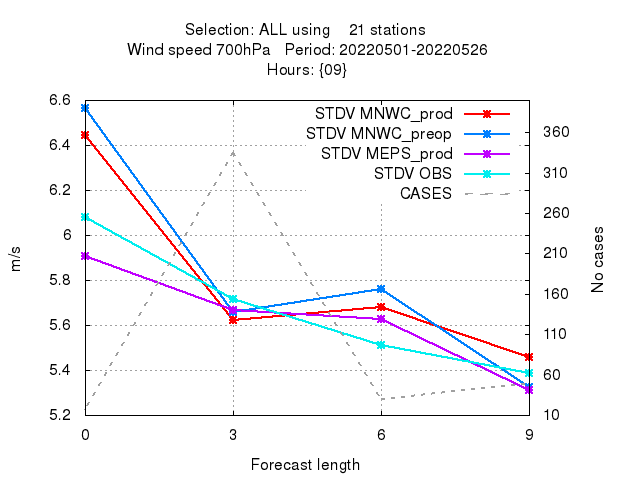 Selection: ALL using    21 stations
Wind speed 700hPa   Period: 20220501-20220526
Hours: {09}
STDV MNWC_prod
STDV MNWC_preop
STDV MEPS_prod
STDV OBS
CASES
6.6
6.4
6.2
6
5.8
5.6
5.4
5.2
m/s
360
310
260
210
160
110
60
10
No cases
0 3 6 9
Forecast length